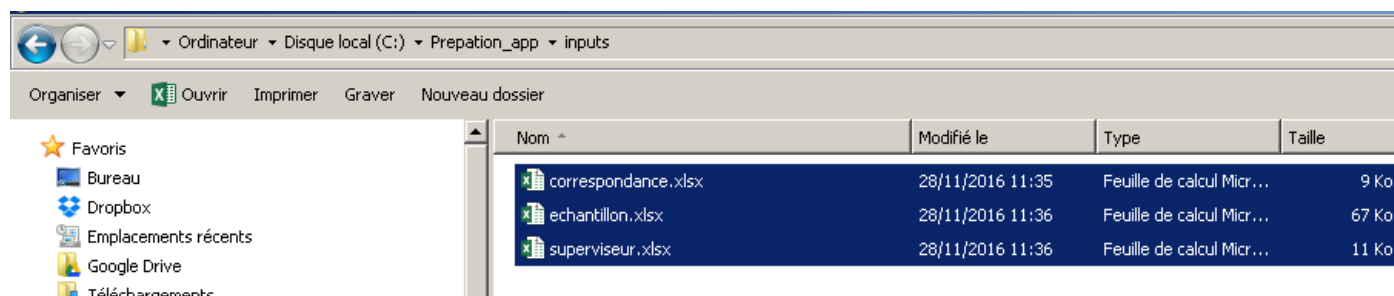 Ordinateur Disque local (C:) Prepation_app inputs
Organiser Ouvrir Imprimer Graver Nouveau dossier
Favoris
Bureau
Dropbox
Emplacements récents
Google Drive
Téléchargements
Nom Modifié le Type Taille
correspondance.xlsx 28/11/2016 11:35 Feuille de calcul Micr... 9 Ko
echantillon.xlsx 28/11/2016 11:36 Feuille de calcul Micr... 67 Ko
superviseur.xlsx 28/11/2016 11:36 Feuille de calcul Micr... 11 Ko